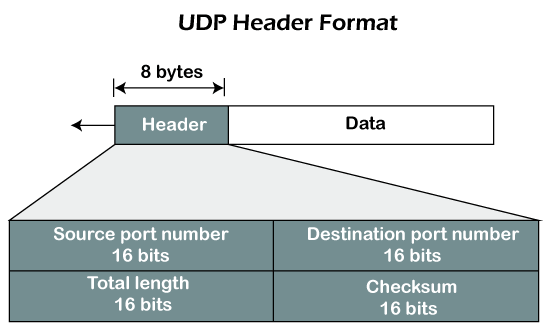 UDP Header Format
8 bytes
Header
Data
Source port number
16 bits
Destination port number
16 bits
Total length
16 bits
Checksum
16 bits